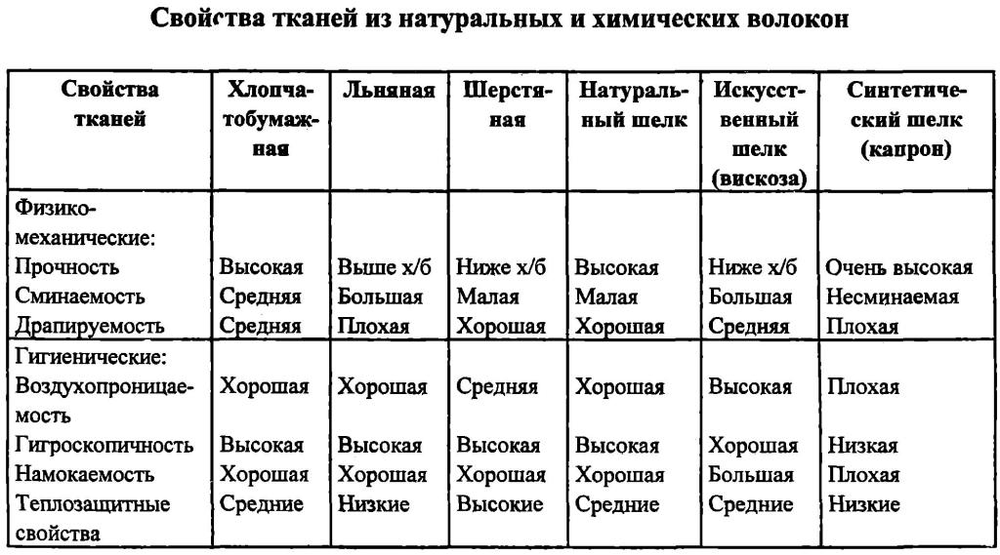 Свойства тканей из натуральных и химических волокон
Свойства Хлопча- Льняная Шерстя- Натураль- Искусст- Синтетиче-
тканей тобумаж- ная ный шелк венный ский шелк
ная шелк (капрон)
(вискоза)
Физико-
механические:
Прочность Высокая Выше х/б Ниже х/б Высокая Ниже х/б Очень высокая
Сминаемость Средняя Большая Малая Малая Большая Несминаемая
Драпируемость Средняя Плохая Хорошая Хорошая Средняя Плохая
Гигиенические:
Воздухопроницае- Хорошая Хорошая Средняя Хорошая Высокая Плохая
мость
Гигроскопичность Высокая Высокая Высокая Высокая Хорошая Низкая
Намокаемость Хорошая Хорошая Хорошая Хорошая Большая Плохая
Теплозащитные Средние Низкие Высокие Средние Средние Низкие
свойства